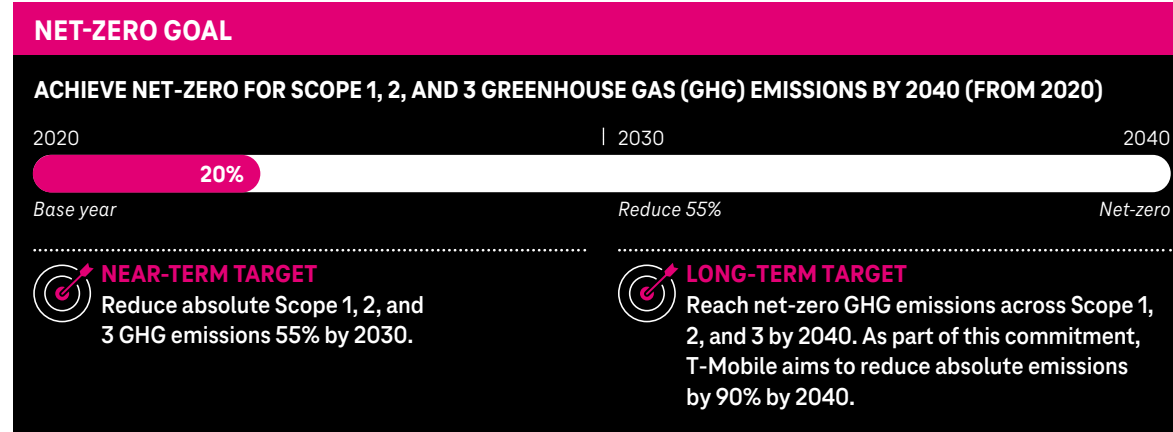 NET-ZERO GOAL
ACHIEVE NET-ZERO FOR SCOPE 1, 2, AND 3 GREENHOUSE GAS (GHG) EMISSIONS BY 2040 (FROM 2020)
2020 | 2030 2040
20%
Base year Reduce 55% Net-zero
NEAR-TERM TARGET
Reduce absolute Scope 1, 2, and
3 GHG emissions 55% by 2030.
LONG-TERM TARGET
Reach net-zero GHG emissions across Scope 1,
2, and 3 by 2040. As part of this commitment,
T-Mobile aims to reduce absolute emissions
by 90% by 2040.